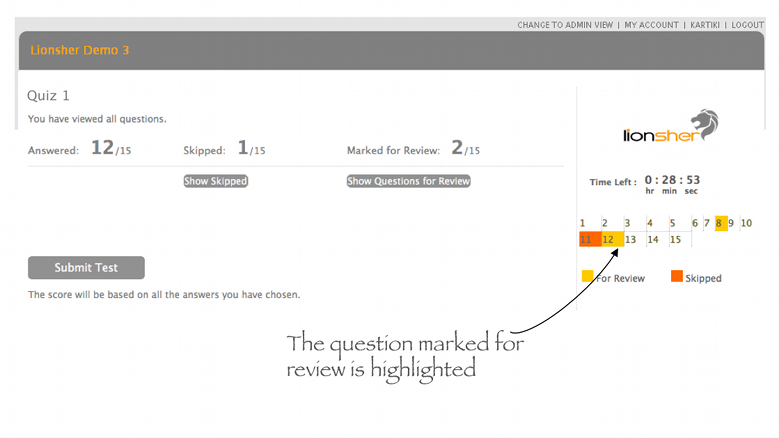 CHANGE TO ADMIN VIEW | MY ACCOUNT | KARTIKI | LOGOUT
Lionsher Demo 3
Quiz 1
You have viewed all questions.
Answered: 12/15 Skipped: 1/15 Marked for Review: 2/15
Show Skipped Show Questions for Review
Submit Test
The score will be based on all the answers you have chosen.
lionsher
Time Left : 0 : 28 : 53
hr min sec
1 2 3 4 5 6 7 8 9 10
11 12 13 14 15
For Review Skipped
The question marked for
review is highlighted